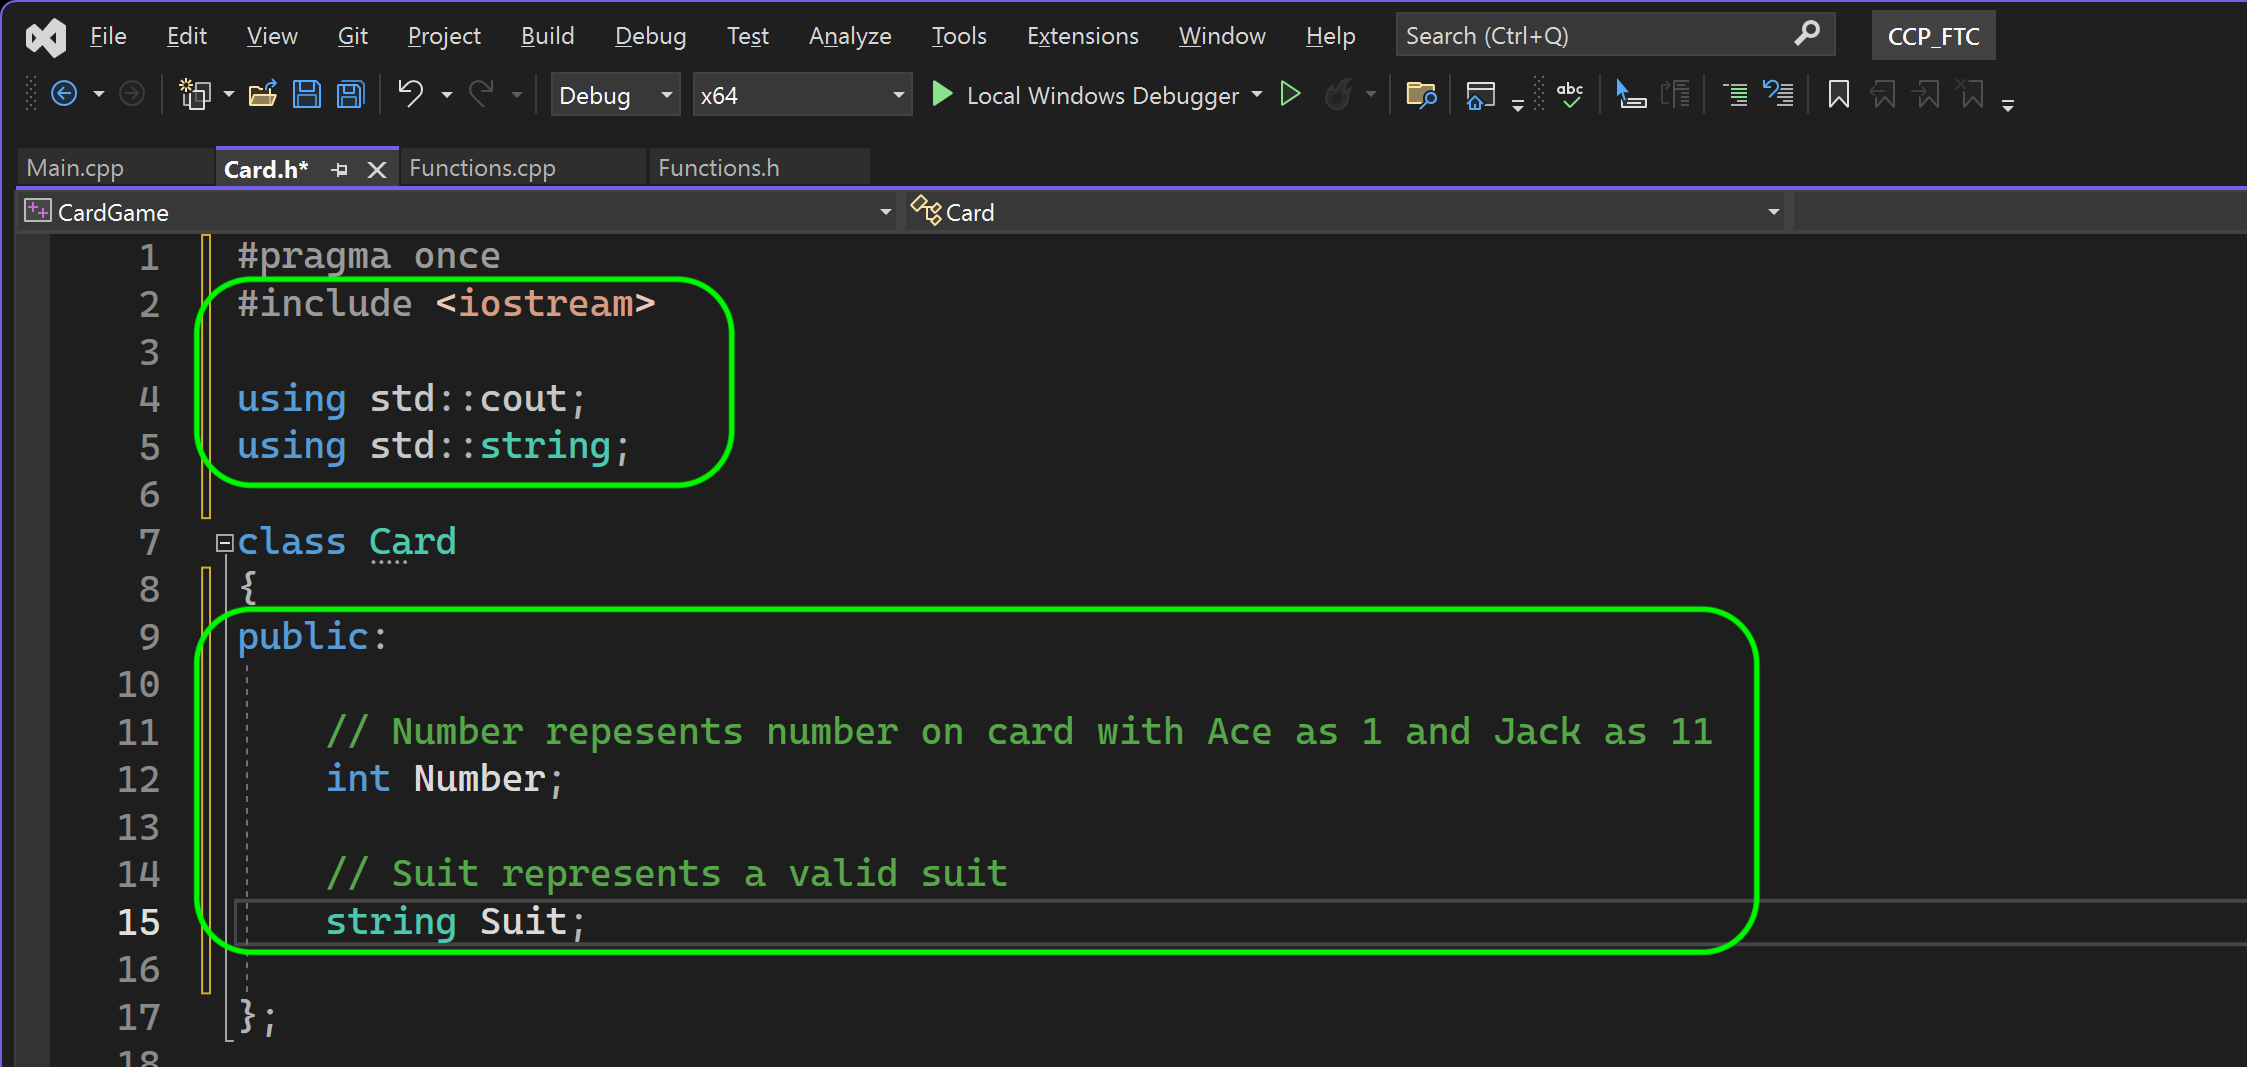 File Edit View Git Project Build Debug Test Analyze Tools Extensions Window Help Search (Ctrl+Q) CCP_FTC
Debug x64 Local Windows Debugger abc
Main.cpp Card.h* Functions.cpp Functions.h
CardGame Card
1 #pragma once
2 #include <iostream>
3
4 using std::cout;
5 using std::string;
6
7 class Card
8 {
9 public:
10
11 // Number repesents number on card with Ace as 1 and Jack as 11
12 int Number;
13
14 // Suit represents a valid suit
15 string Suit;
16
17 };
18